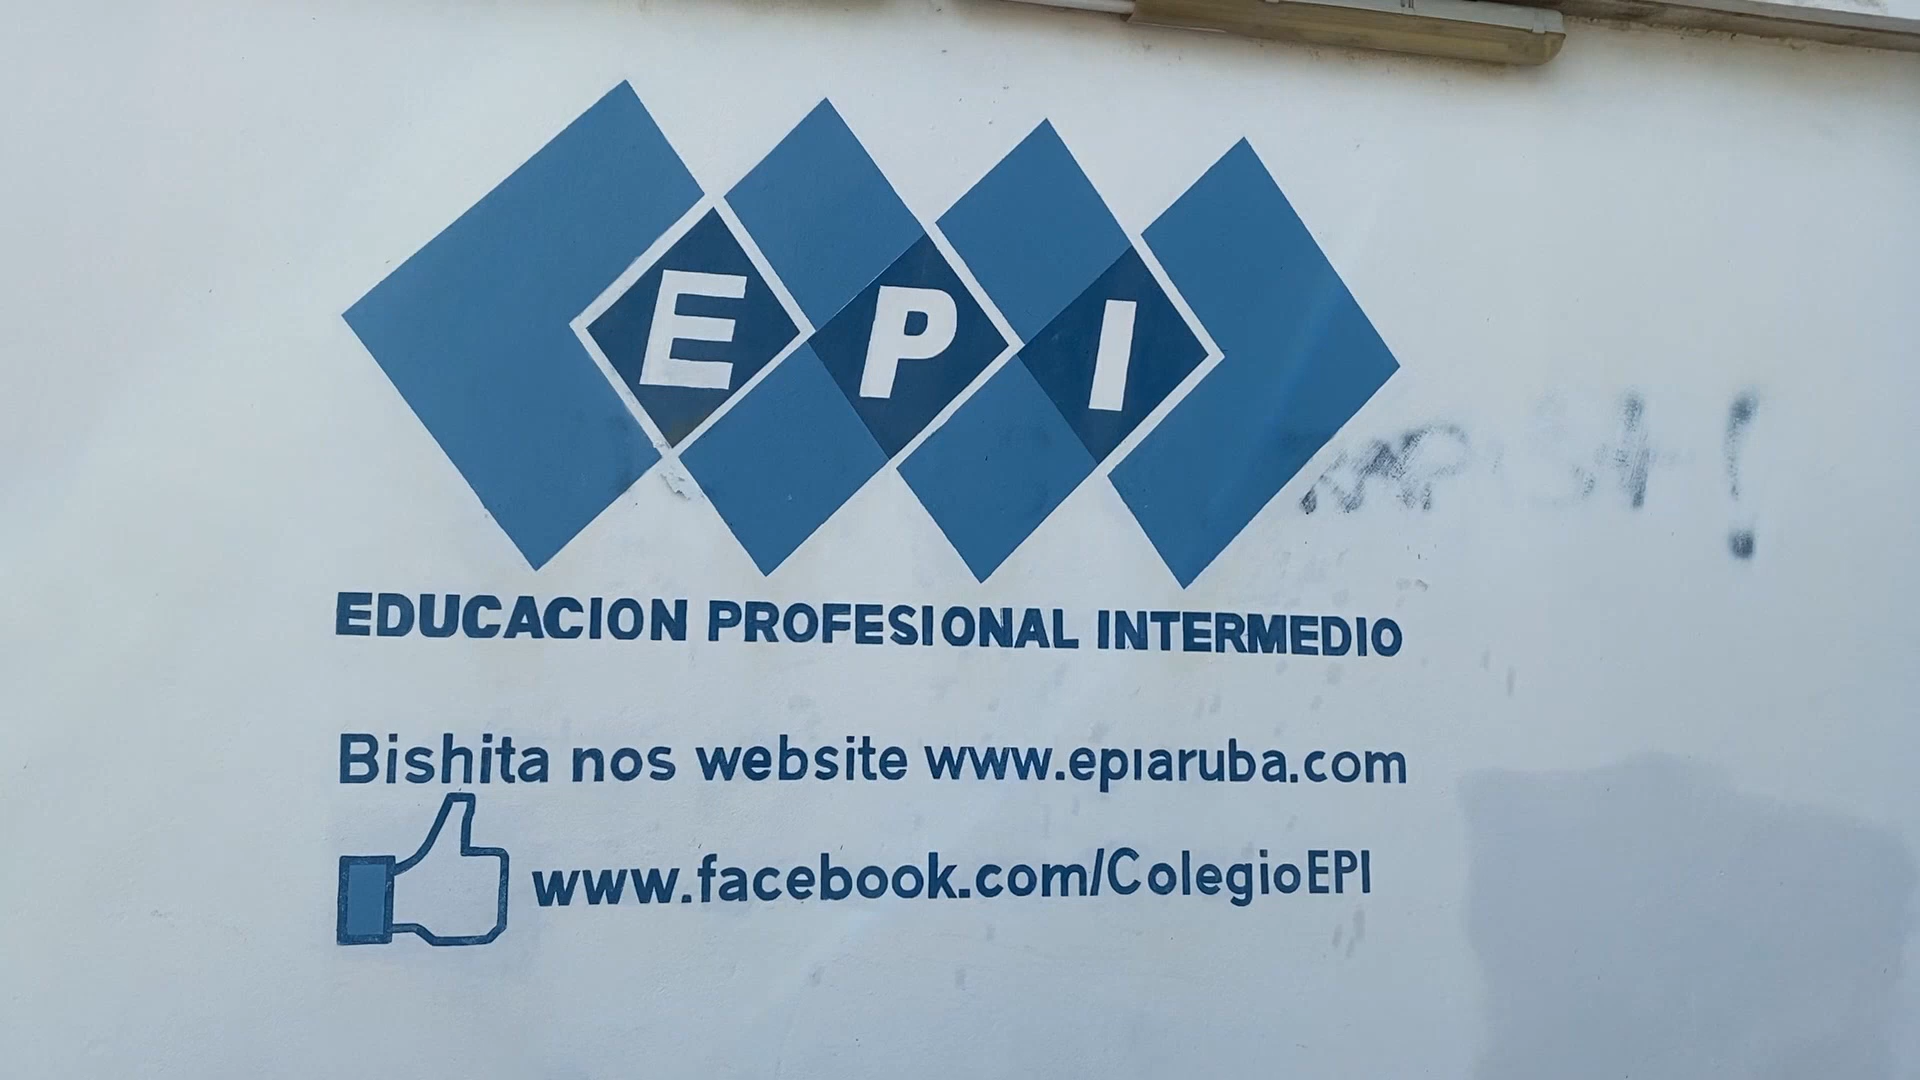 EPI
EDUCACION PROFESIONAL INTERMEDIO
Bishita nos website www.epiaruba.com
www.facebook.com/ColegioEPI